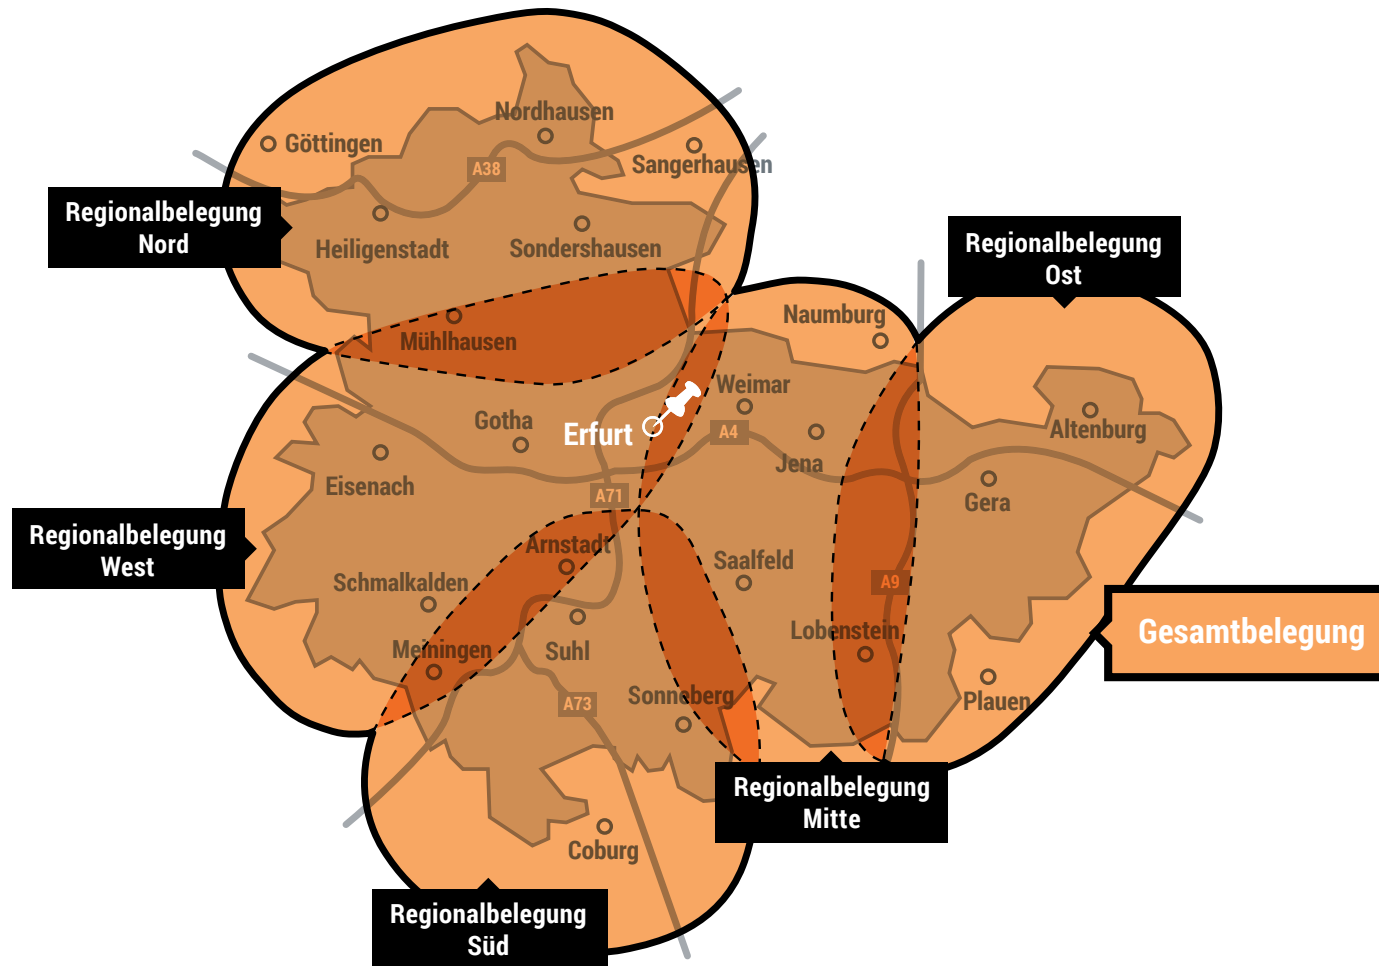 Nordhausen
Göttingen
Sangerhausen
A38
Regionalbelegung
Nord
Heiligenstadt
Sondershausen
Regionalbelegung
Ost
Naumburg
Mühlhausen
Weimar
Gotha
Erfurt
A4
Altenburg
Jena
Eisenach
A71
Gera
Regionalbelegung
West
Arnstadt
Saalfeld
Schmalkalden
A9
Lobenstein
Gesamtbelegung
Meiningen
Suhl
Sonneberg
A73
Plauen
Regionalbelegung
Mitte
Coburg
Regionalbelegung
Süd